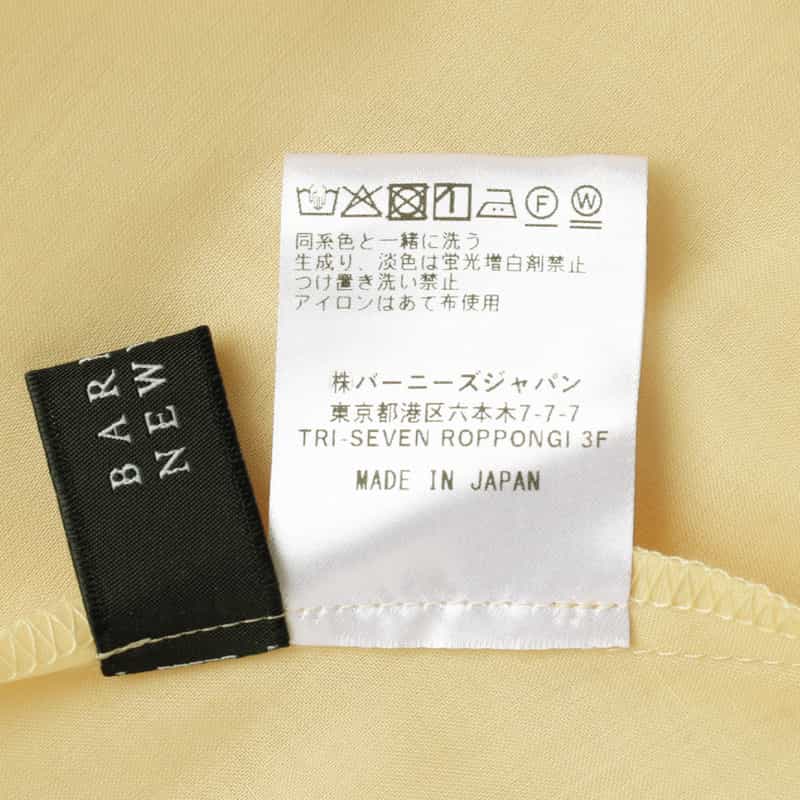 BAR
NEW
F W
同系色と一緒に洗う
生成り、淡色は蛍光増白剤禁止
つけ置き洗い禁止
アイロンはあて布使用
株バーニーズジャパン
東京都港区六本木7-7-7
TRI-SEVEN ROPPONGI 3F
MADE IN JAPAN